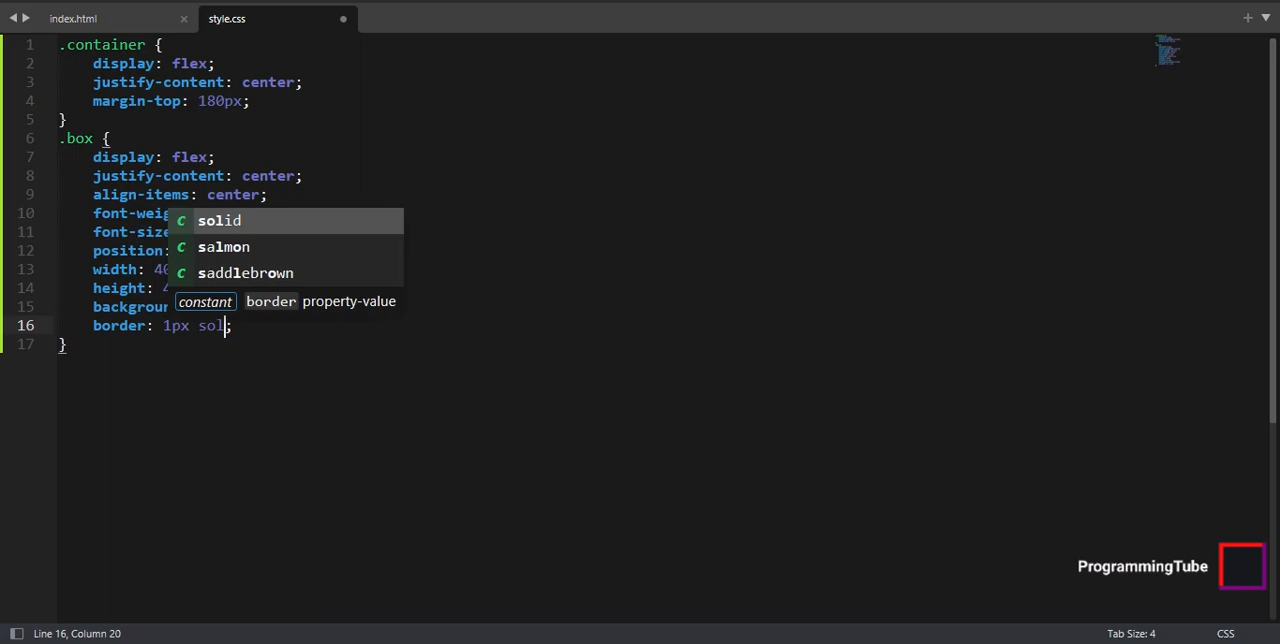 index.html
style.css
1 .container {
2 display: flex;
3 justify-content: center;
4 margin-top: 180px;
5 }
6 .box {
7 display: flex;
8 justify-content: center;
9 align-items: center;
10 font-weig
11 font-size
12 position:
13 width: 40
14 height: 4
15 backgroun
16 border: 1px sol;
17 }
c solid
c salmon
c saddlebrown
constant border property-value
ProgrammingTube
Line 16, Column 20
Tab Size: 4
CSS